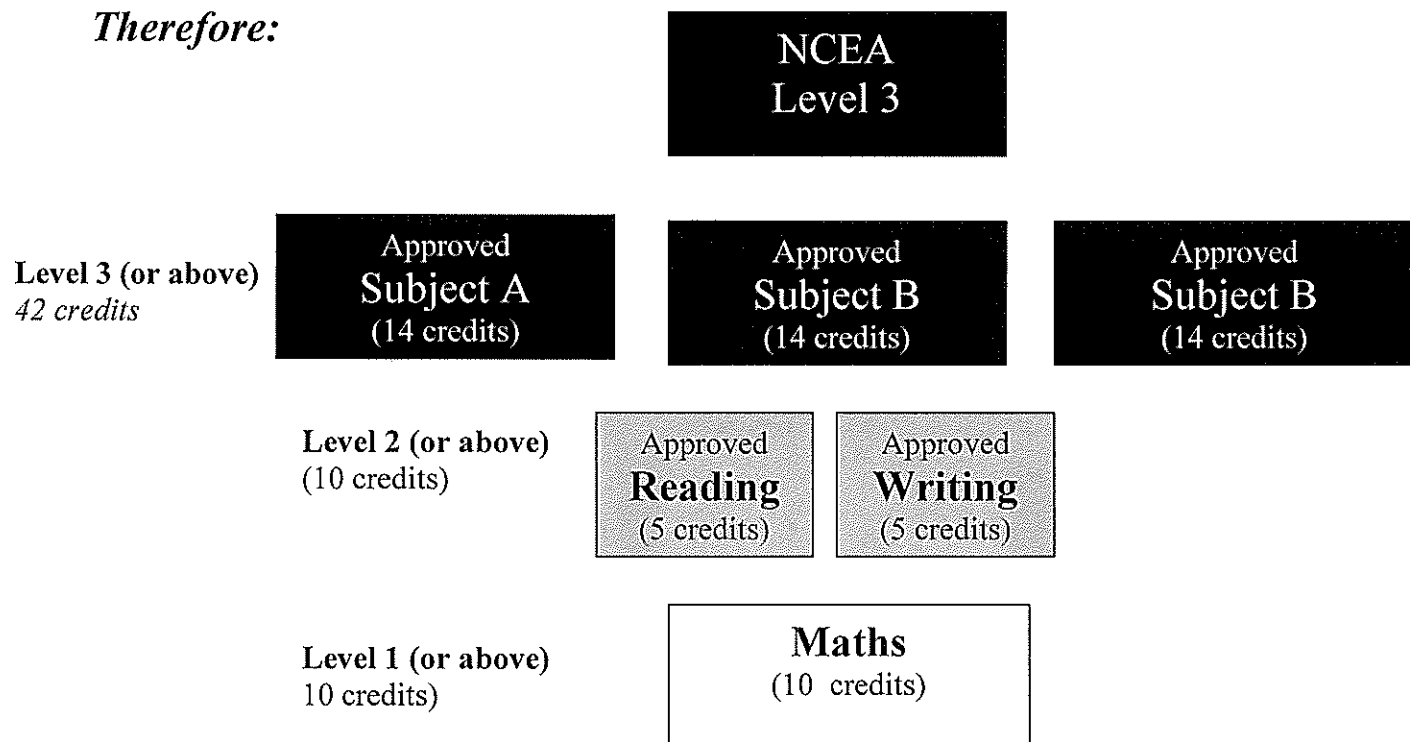 Therefore:
NCEA
Level 3
Level 3 (or above)
42 credits
Approved
Subject A
(14 credits)
Approved
Subject B
(14 credits)
Approved
Subject B
(14 credits)
Level 2 (or above)
(10 credits)
Approved
Reading
(5 credits)
Approved
Writing
(5 credits)
Level 1 (or above)
10 credits)
Maths
(10 credits)